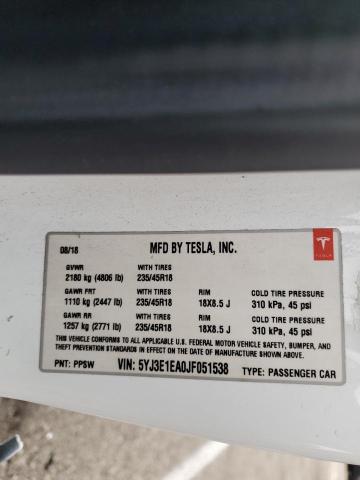 08/18 MFD BY TESLA, INC.
TESLA
GVWR WITH TIRES
2180 kg (4806 lb) 235/45R18
GAWR FRT WITH TIRES RIM COLD TIRE PRESSURE
1110 kg (2447 lb) 235/45R18 18X8.5 J 310 kPa, 45 psi
GAWR RR WITH TIRES RIM COLD TIRE PRESSURE
1257 kg (2771 lb) 235/45R18 18X8.5 J 310 kPa, 45 psi
THIS VEHICLE CONFORMS TO ALL APPLICABLE U.S. FEDERAL MOTOR VEHICLE SAFETY, BUMPER, AND
THEFT PREVENTION STANDARDS IN EFFECT ON THE DATE OF MANUFACTURE SHOWN ABOVE.
PNT: PPSW VIN: 5YJ3E1EA0JF051538 TYPE: PASSENGER CAR